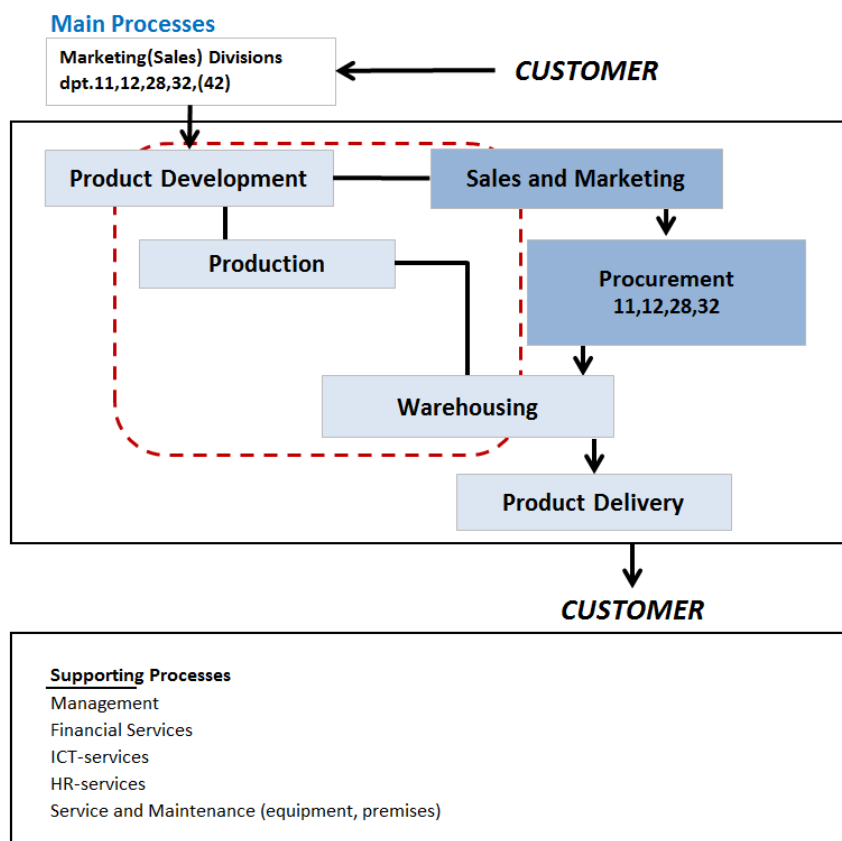 Main Processes
Marketing(Sales) Divisions
dpt.11,12,28,32,(42)
CUSTOMER
Product Development
Sales and Marketing
Production
Procurement
11,12,28,32
Warehousing
Product Delivery
CUSTOMER
Supporting Processes
Management
Financial Services
ICT-services
HR-services
Service and Maintenance (equipment, premises)